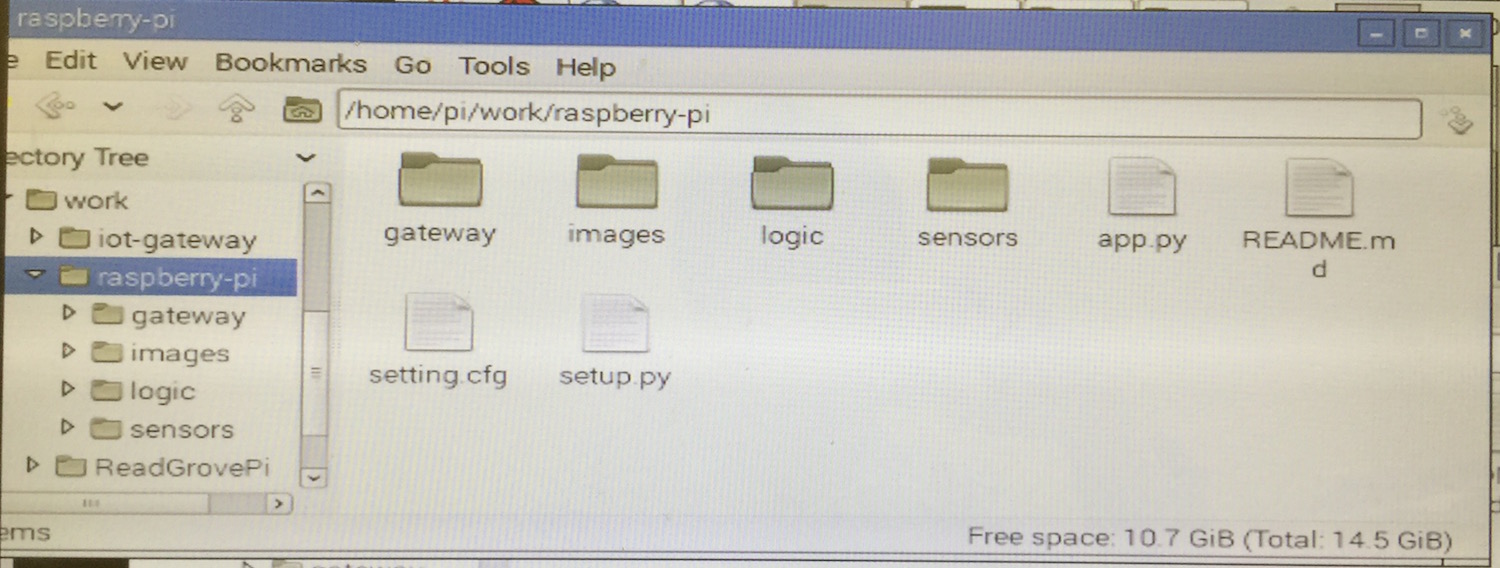 raspberry-pi
e Edit View Bookmarks Go Tools Help
/home/pi/work/raspberry-pi
ectory Tree
work
iot-gateway
raspberry-pi
gateway
images
logic
sensors
ReadGrovePi
gateway images logic sensors app.py README.m
d
setting.cfg setup.py
ems
Free space: 10.7 GiB (Total: 14.5 GiB)